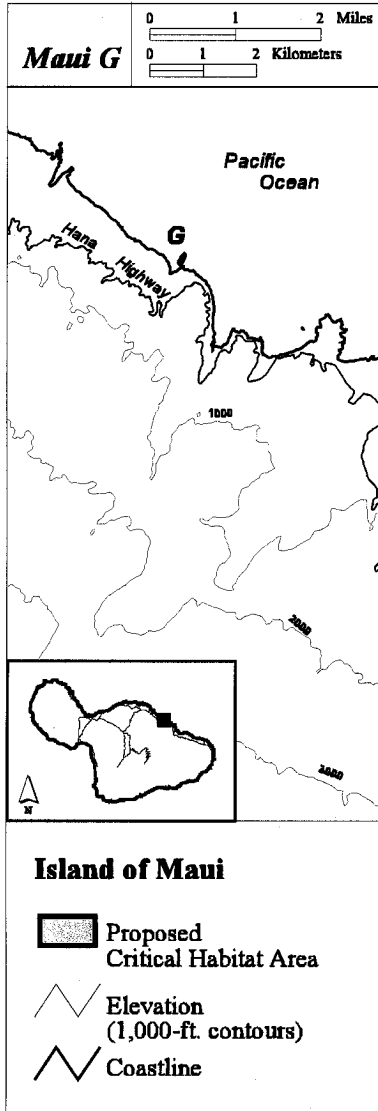 Maui G
0 1 2 Miles
0 1 2 Kilometers
Pacific
Ocean
G
Hana
Highway
1000
2000
3000
N
Island of Maui
Proposed
Critical Habitat Area
Elevation
(1,000-ft. contours)
Coastline